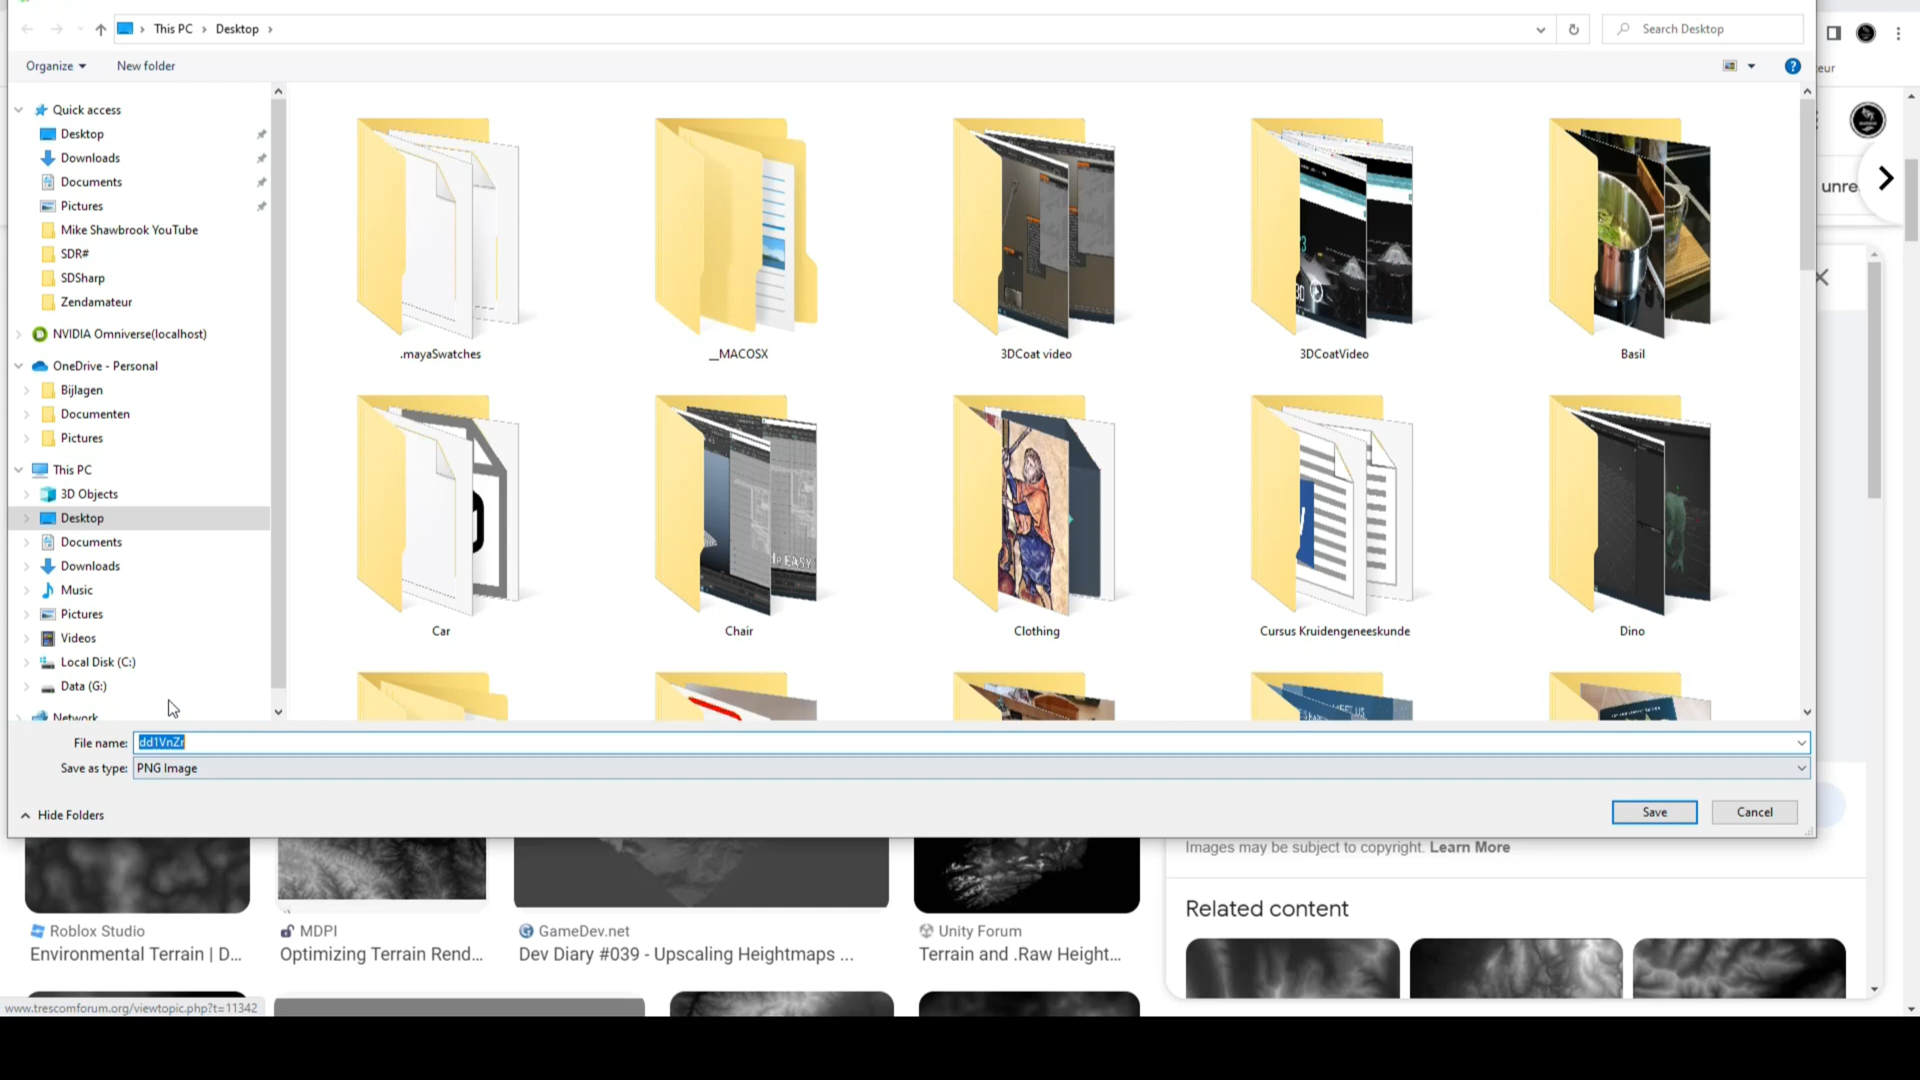 This PC > Desktop >
Search Desktop
Organize
New folder
eur
Quick access
Desktop
Downloads
Documents
Pictures
Mike Shawbrook YouTube
SDR#
SDSharp
Zendamateur
NVIDIA Omniverse(localhost)
OneDrive - Personal
Bijlagen
Documenten
Pictures
This PC
3D Objects
Desktop
Documents
Downloads
Music
Pictures
Videos
Local Disk (C:)
Data (G:)
Network
unre
.mayaSwatches
__MACOSX
3DCoat video
3DCoatVideo
Basil
Car
Chair
Clothing
Cursus Kruidengeneeskunde
Dino
File name: dd1VnZr
Save as type: PNG Image
Hide Folders
Save
Cancel
Images may be subject to copyright. Learn More
Related content
Roblox Studio
Environmental Terrain | D...
MDPI
Optimizing Terrain Rend...
GameDev.net
Dev Diary #039 - Upscaling Heightmaps ...
Unity Forum
Terrain and .Raw Height...
www.trescomforum.org/viewtopic.php?t=11342